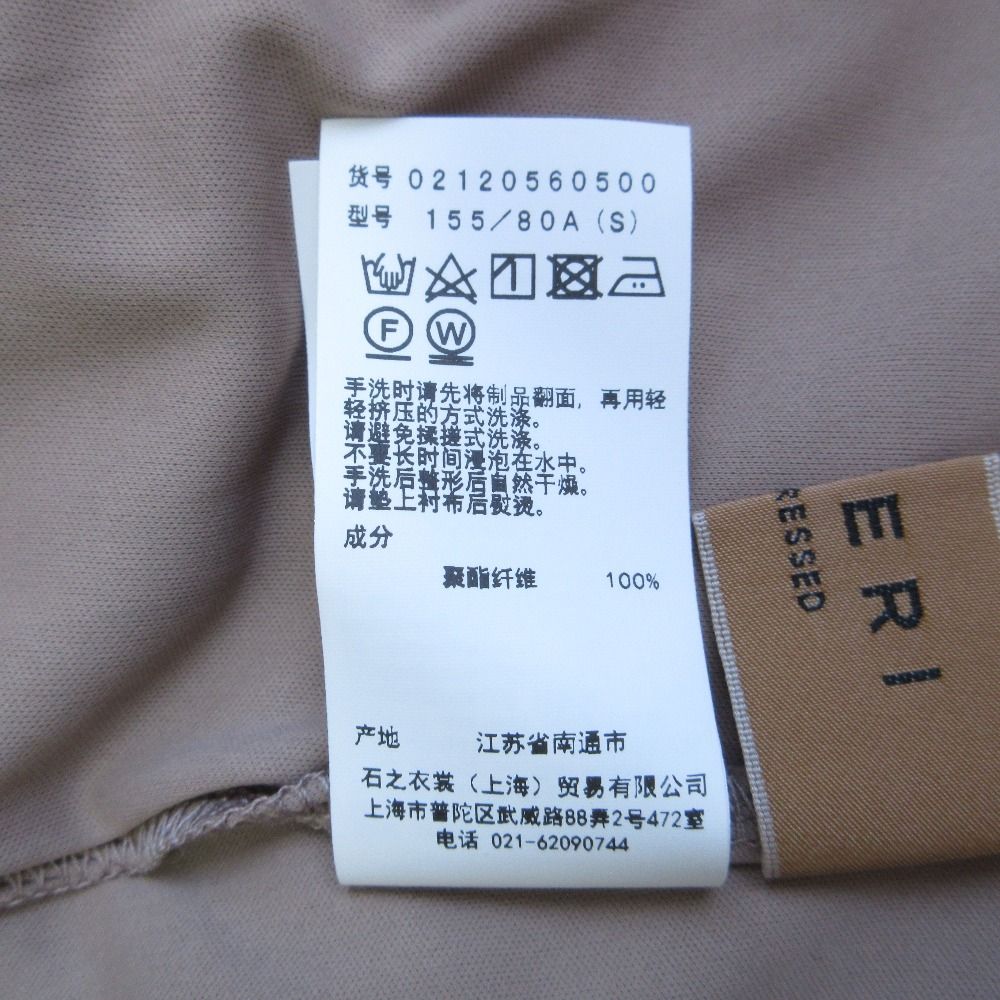 货号 02120560500
型号 155/80A (S)
F W
手洗时请先将制品翻面，再用轻
轻挤压的方式洗涤。
请避免揉搓式洗涤。
不要长时间浸泡在水中。
手洗后整形后自然干燥。
请垫上衬布后熨烫。
成分
聚酯纤维 100%
产地 江苏省南通市
石之衣裳（上海）贸易有限公司
上海市普陀区武威路88弄2号472室
电话 021-62090744
ERI
RESSED